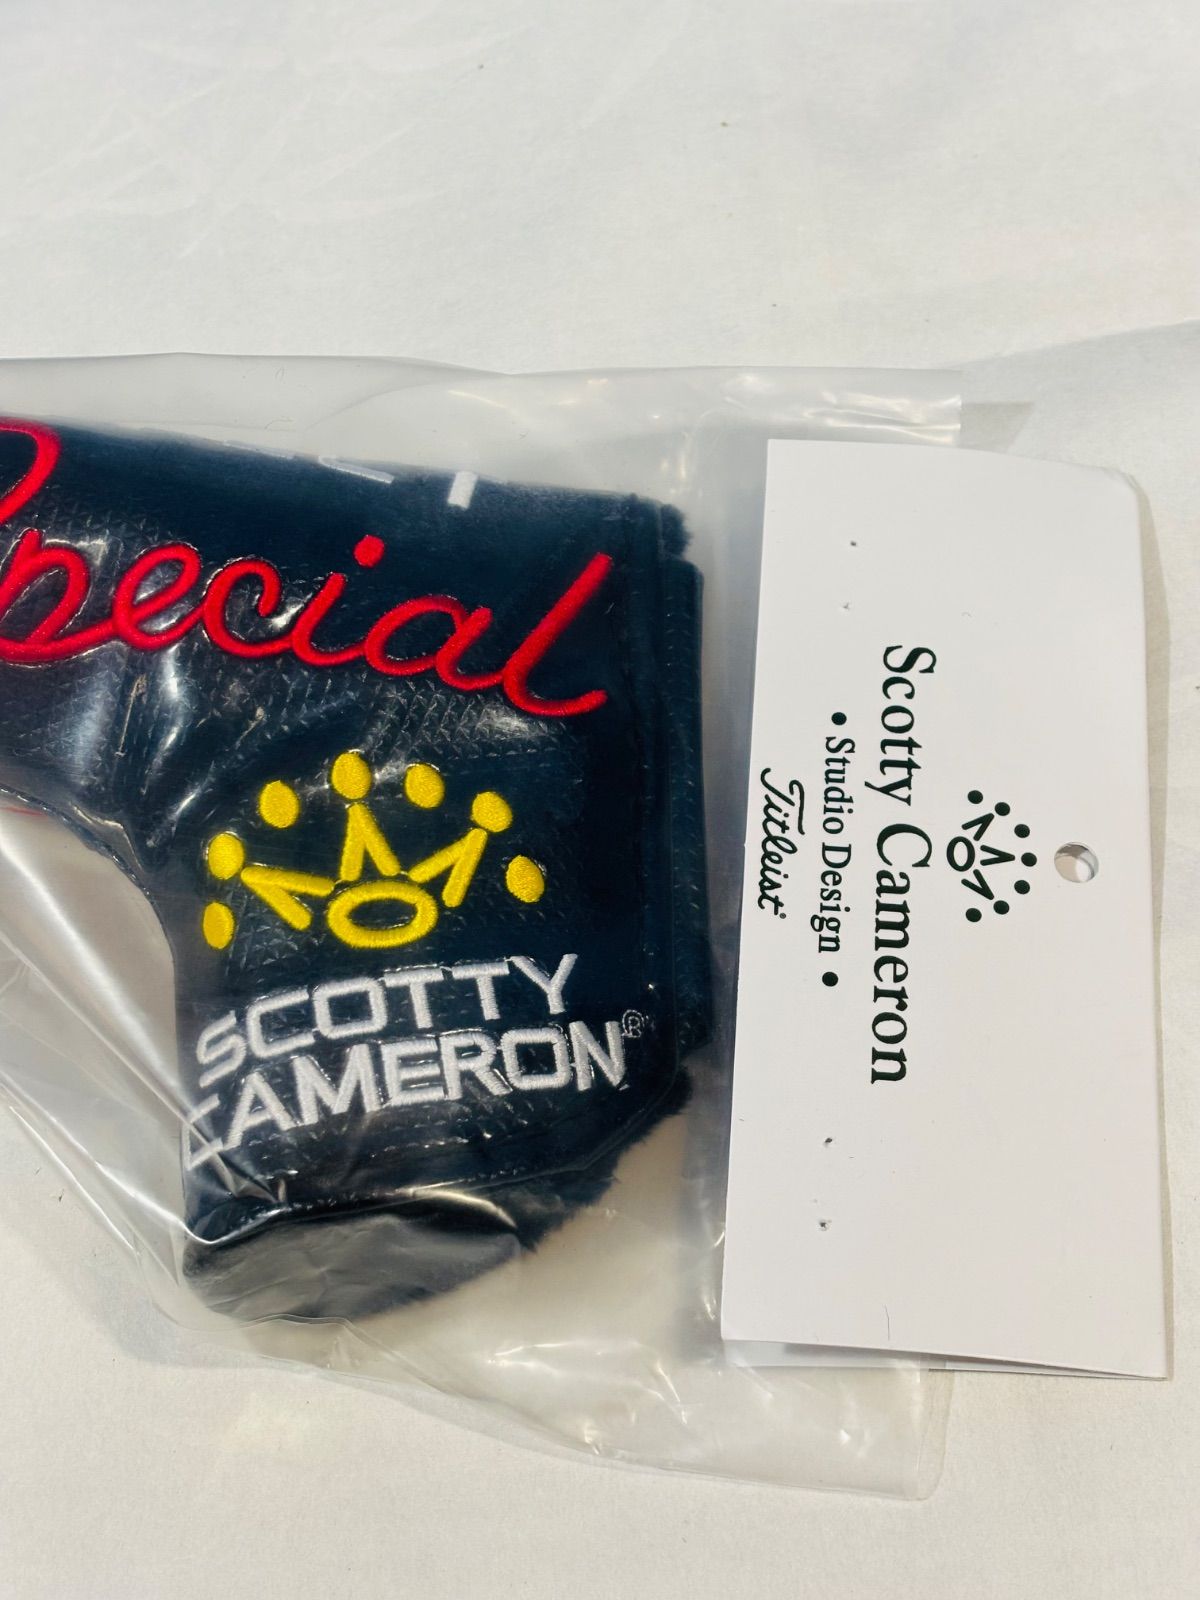 Special
SCOTTY
CAMERON®
Scotty Cameron
• Studio Design •
Titleist®